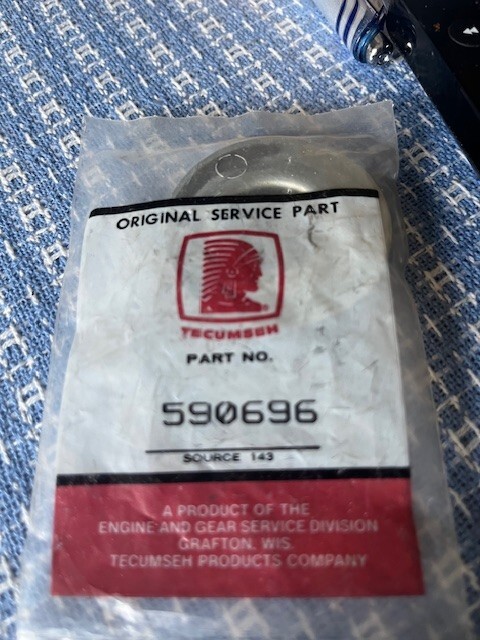 ORIGINAL SERVICE PART
TECUMSEH
PART NO.
590696
SOURCE 143
A PRODUCT OF THE
ENGINE AND GEAR SERVICE DIVISION
GRAFTON, WIS.
TECUMSEH PRODUCTS COMPANY